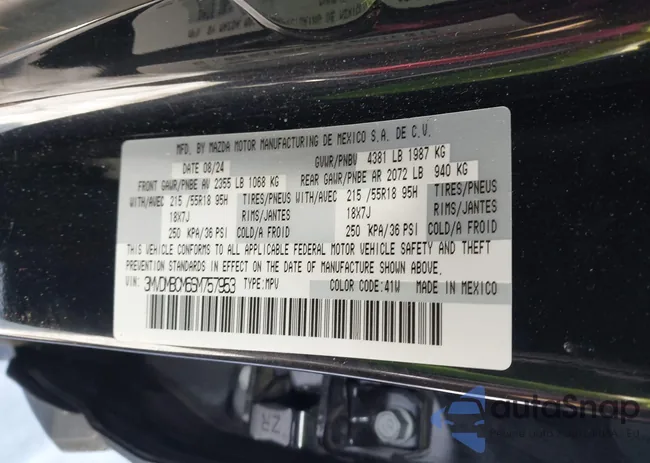 MFD. BY MAZDA MOTOR MANUFACTURING DE MEXICO S.A. DE C.V.
DATE 08/24 GVWR/PNBV 4381 LB 1987 KG
FRONT GAWR/PNBE AV 2355 LB 1068 KG REAR GAWR/PNBE AR 2072 LB 940 KG
WITH/AVEC 215 /55R18 95H TIRES/PNEUS WITH/AVEC 215 /55R18 95H TIRES/PNEUS
18X7J RIMS/JANTES 18X7J RIMS/JANTES
250 KPA/36 PSI COLD/A FROID 250 KPA/36 PSI COLD/A FROID
THIS VEHICLE CONFORMS TO ALL APPLICABLE FEDERAL MOTOR VEHICLE SAFETY AND THEFT
PREVENTION STANDARDS IN EFFECT ON THE DATE OF MANUFACTURE SHOWN ABOVE.
VIN: 3MVDMBCM6SM757953 TYPE: MPV COLOR CODE: 41W MADE IN MEXICO
ZR
autoSnap